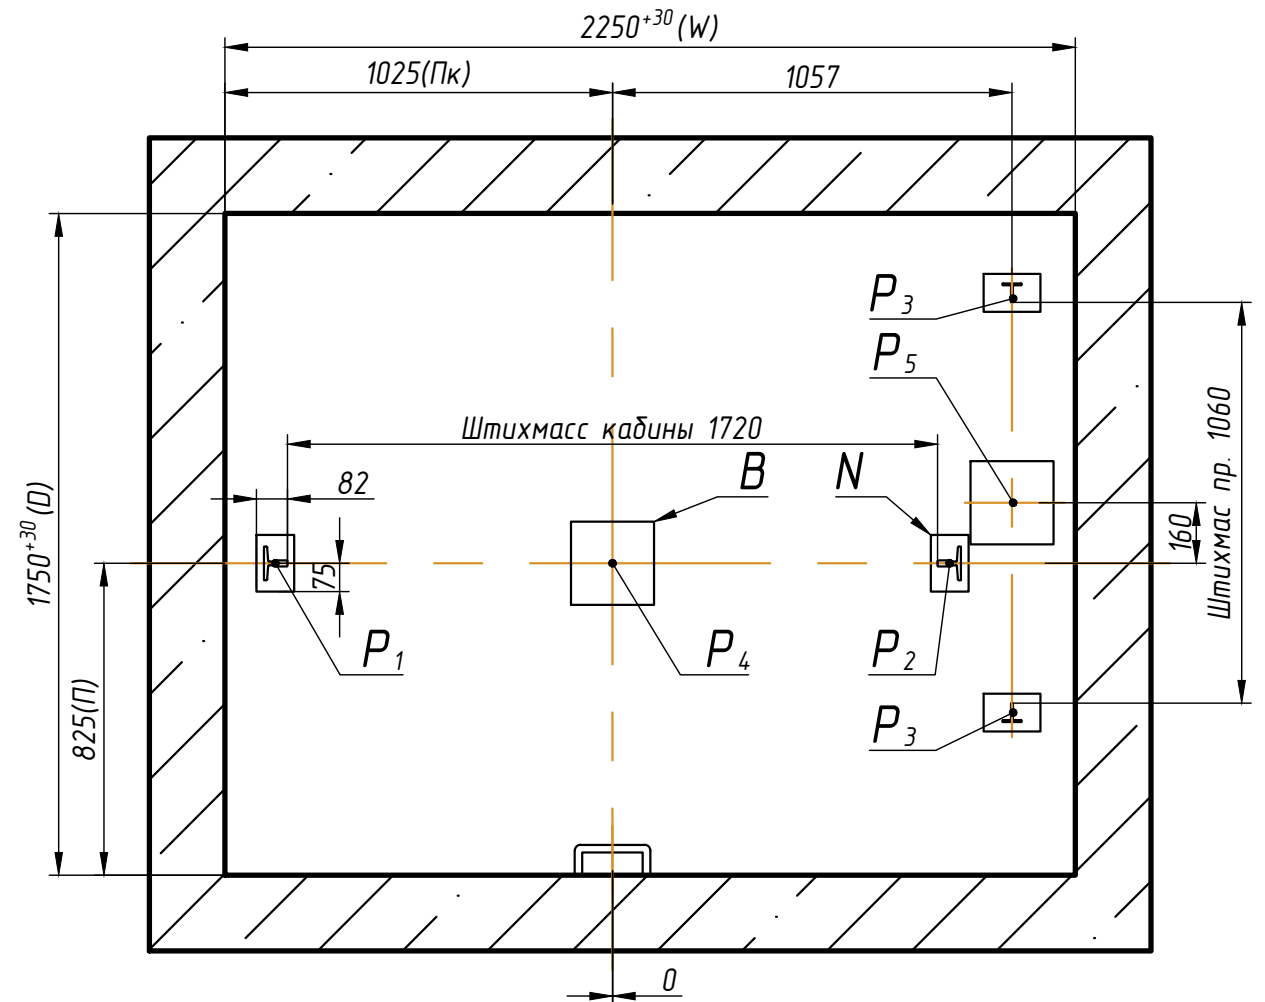 2250+30 (W)
1025(Пк)
1057
P3
P5
Штихмасс кабины 1720
B
N
82
75
160
Штихмас пр. 1060
1750+30 (D)
825(П)
P1
P4
P2
P3
0